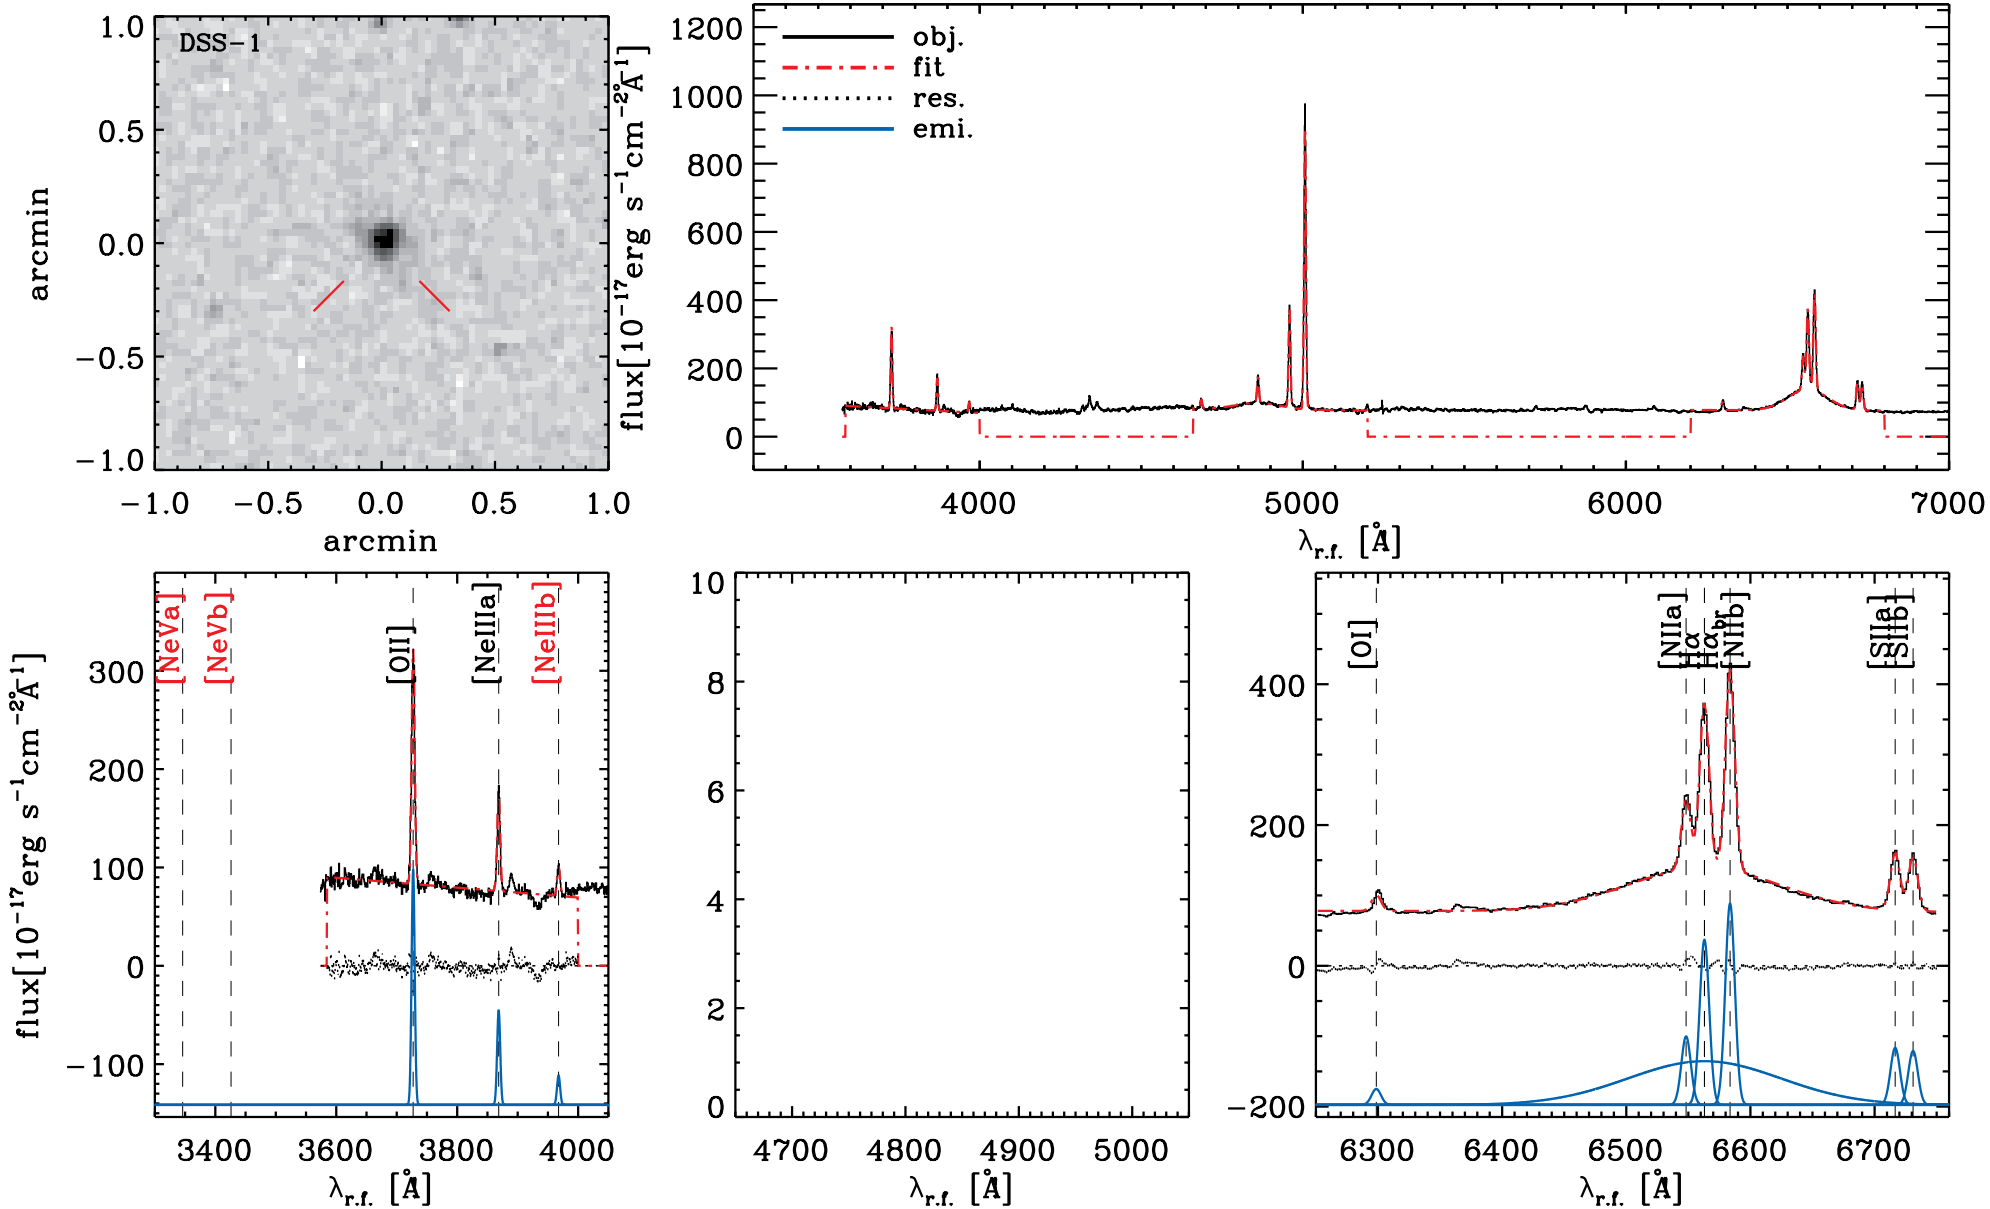 DSS-1
1.0
0.5
0.0
-0.5
-1.0
arcmin
-1.0 -0.5 0.0 0.5 1.0
arcmin
obj.
fit
res.
emi.
1200
1000
800
600
400
200
0
flux[10⁻¹⁷erg s⁻¹cm⁻²Å⁻¹]
4000 5000 6000 7000
λr.f. [Å]
[NeVa]
[NeVb]
[OII]
[NeIIIa]
[NeIIIb]
300
200
100
0
-100
flux[10⁻¹⁷erg s⁻¹cm⁻²Å⁻¹]
3400 3600 3800 4000
λr.f. [Å]
10
8
6
4
2
0
4700 4800 4900 5000
λr.f. [Å]
[OI]
[NIIa]
Hα
Hαbr
[NIIb]
[SIIa]
[SIIb]
400
200
0
-200
6300 6400 6500 6600 6700
λr.f. [Å]